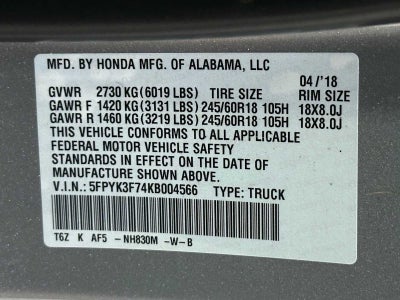 MFD. BY HONDA MFG. OF ALABAMA, LLC
04/'18
GVWR 2730 KG (6019 LBS) TIRE SIZE RIM SIZE
GAWR F 1420 KG (3131 LBS) 245/60R18 105H 18X8.0J
GAWR R 1460 KG (3219 LBS) 245/60R18 105H 18X8.0J
THIS VEHICLE CONFORMS TO ALL APPLICABLE
FEDERAL MOTOR VEHICLE SAFETY
STANDARDS IN EFFECT ON THE DATE OF
MANUFACTURE SHOWN ABOVE.
V.I.N.: 5FPYK3F74KB004566 TYPE: TRUCK
T6Z K AF5 -NH830M -W-B